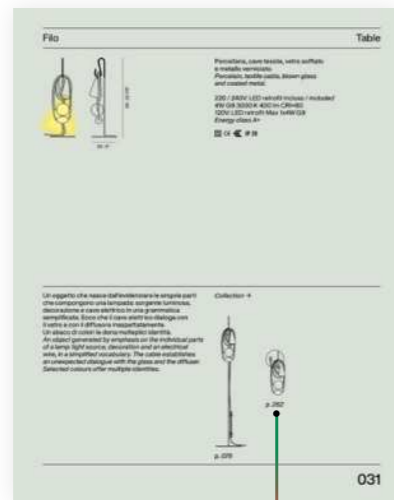 Filo
Table
Porcellana, cavo tessile, vetro soffiato
e metallo verniciato.
Porcelain, textile cable, blown glass
and coated metal.
220 / 240V: LED retrofit incluso / included
4W G9 3000 K 400 lm CRI>80
120V: LED retrofit Max 1x4W G9
Energy class A+
CE
IP 20
Un oggetto che nasce dall'evidenziare le singole parti
che compongono una lampada: sorgente luminosa,
decorazione e cavo elettrico in una grammatica
semplificata. Ecco che il cavo elettrico dialoga con
il vetro e con il diffusore inaspettatamente.
Un abaco di colori le dona molteplici identità.
An object generated by emphasis on the individual parts
of a lamp: light source, decoration and an electrical
wire, in a simplified vocabulary. The cable establishes
an unexpected dialogue with the glass and the diffuser.
Selected colours offer multiple identities.
Collection →
p. 262
031